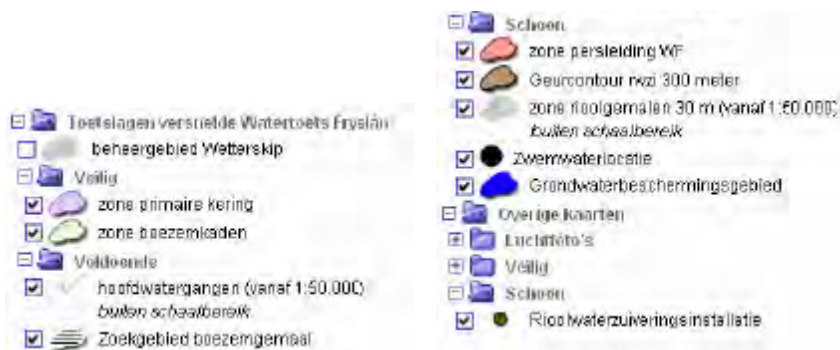 Toetslagen versnelde Watertoets Fryslân
beheergebied Wetterskip
Veilig
zone primaire kering
zone boezemkaden
Voldoende
hoofdwatergangen (vanaf 1:50.000)
buiten schaalbereik
Zoekgebied boezemgemaal
Schoon
zone persleiding WF
Geurcontour rwzi 300 meter
zone rioolgemalen 30 m (vanaf 1:50.000)
buiten schaalbereik
Zwemwaterlocatie
Grondwaterbeschermingsgebied
Overige kaarten
Luchtfoto's
Veilig
Schoon
Rioolwaterzuiveringsinstallatie